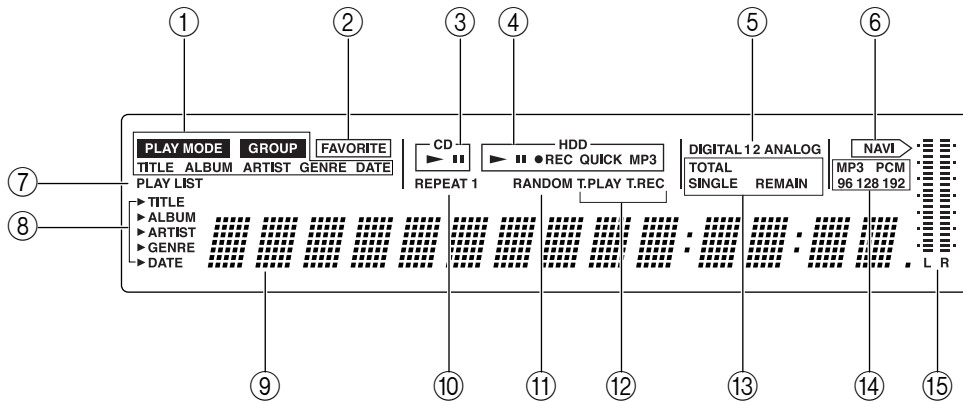 ① ② ③ ④ ⑤ ⑥
PLAY MODE GROUP FAVORITE CD HDD NAVI
▶ ⏸ ▶ ⏸ ●REC QUICK MP3 DIGITAL 1 2 ANALOG
TITLE ALBUM ARTIST GENRE DATE TOTAL MP3 PCM
⑦ PLAY LIST REPEAT 1 RANDOM T.PLAY T.REC SINGLE REMAIN 96 128 192
⑧ ▶ TITLE
▶ ALBUM
▶ ARTIST
▶ GENRE
▶ DATE L R
⑨ ⑩ ⑪ ⑫ ⑬ ⑭ ⑮